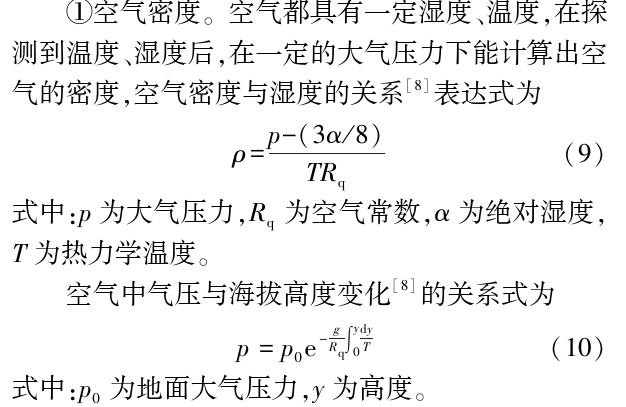 ①空气密度。空气都具有一定湿度、温度,在探
测到温度、湿度后,在一定的大气压力下能计算出空
气的密度,空气密度与湿度的关系[8]表达式为
ρ=\frac{p-(3α/8)}{TR_q} (9)
式中:p 为大气压力,R_q 为空气常数,α 为绝对湿度,
T 为热力学温度。
空气中气压与海拔高度变化[8]的关系式为
p = p_0 e^{-\frac{g}{R_q}\int_0^y \frac{dy}{T}} (10)
式中:p_0 为地面大气压力,y 为高度。